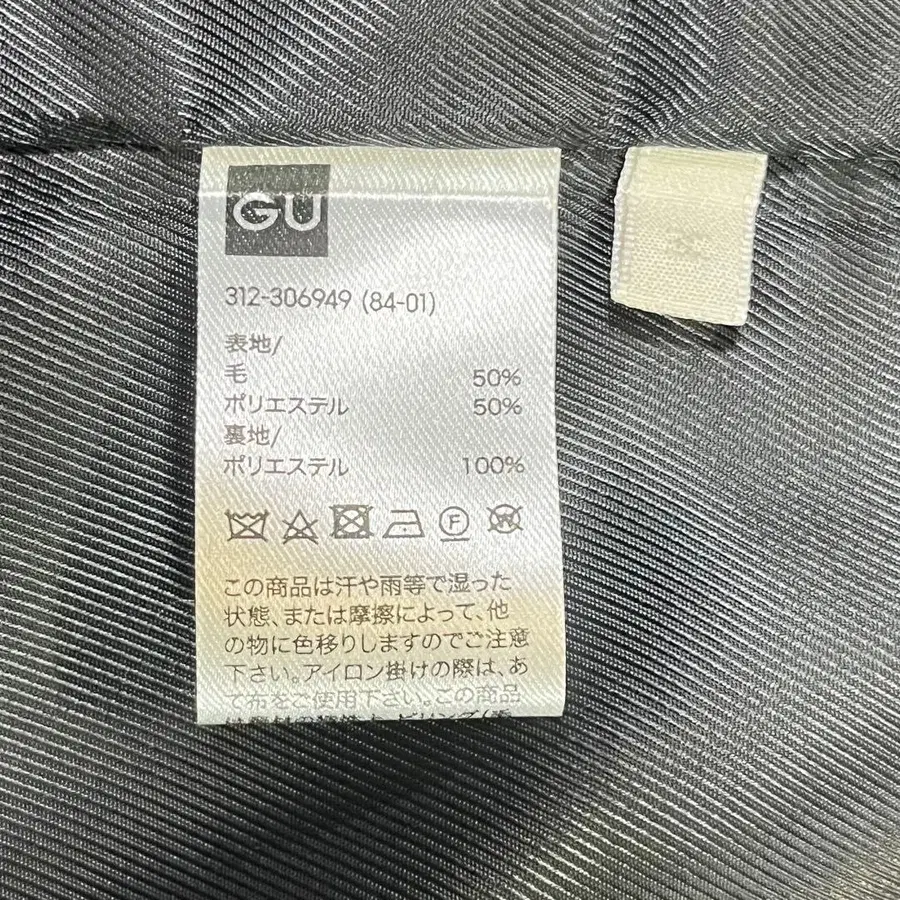 GU
312-306949 (84-01)
表地/
毛 50%
ポリエステル 50%
裏地/
ポリエステル 100%
F
W
この商品は汗や雨等で湿った
状態、または摩擦によって、他
の物に色移りしますのでご注意
下さい。アイロン掛けの際は、あ
て布をご使用下さい。この商品